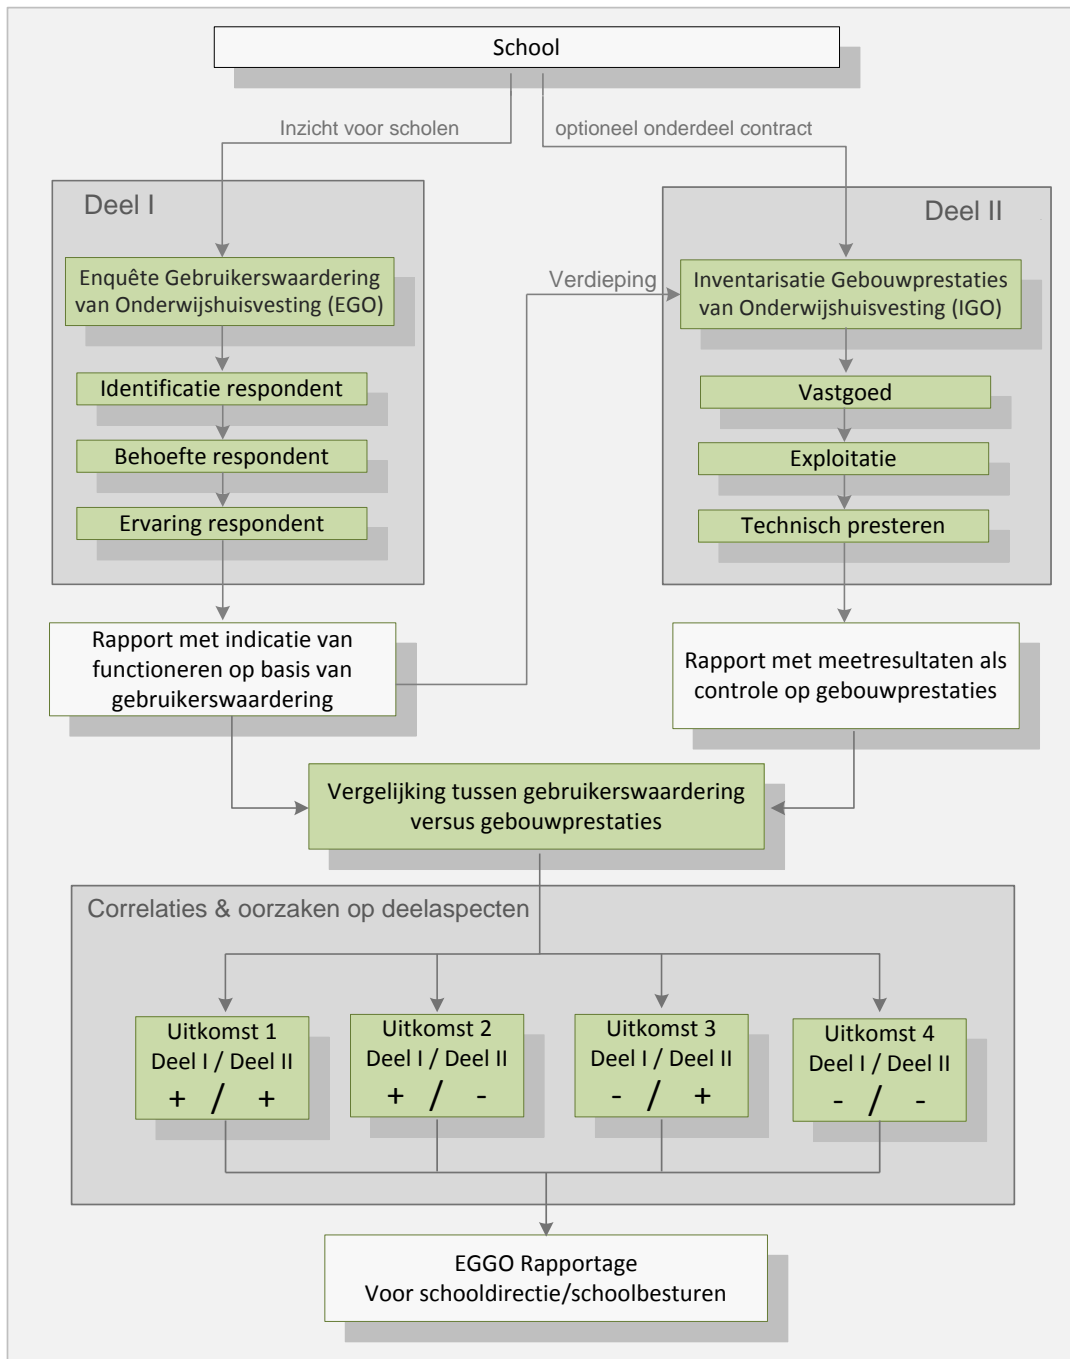 School
Inzicht voor scholen
optioneel onderdeel contract
Deel I
Enquête Gebruikerswaardering
van Onderwijshuisvesting (EGO)
Identificatie respondent
Behoefte respondent
Ervaring respondent
Verdieping
Deel II
Inventarisatie Gebouwprestaties
van Onderwijshuisvesting (IGO)
Vastgoed
Exploitatie
Technisch presteren
Rapport met indicatie van
functioneren op basis van
gebruikerswaardering
Rapport met meetresultaten als
controle op gebouwprestaties
Vergelijking tussen gebruikerswaardering
versus gebouwprestaties
Correlaties & oorzaken op deelaspecten
Uitkomst 1
Deel I / Deel II
+ / +
Uitkomst 2
Deel I / Deel II
+ / -
Uitkomst 3
Deel I / Deel II
- / +
Uitkomst 4
Deel I / Deel II
- / -
EGGO Rapportage
Voor schooldirectie/schoolbesturen